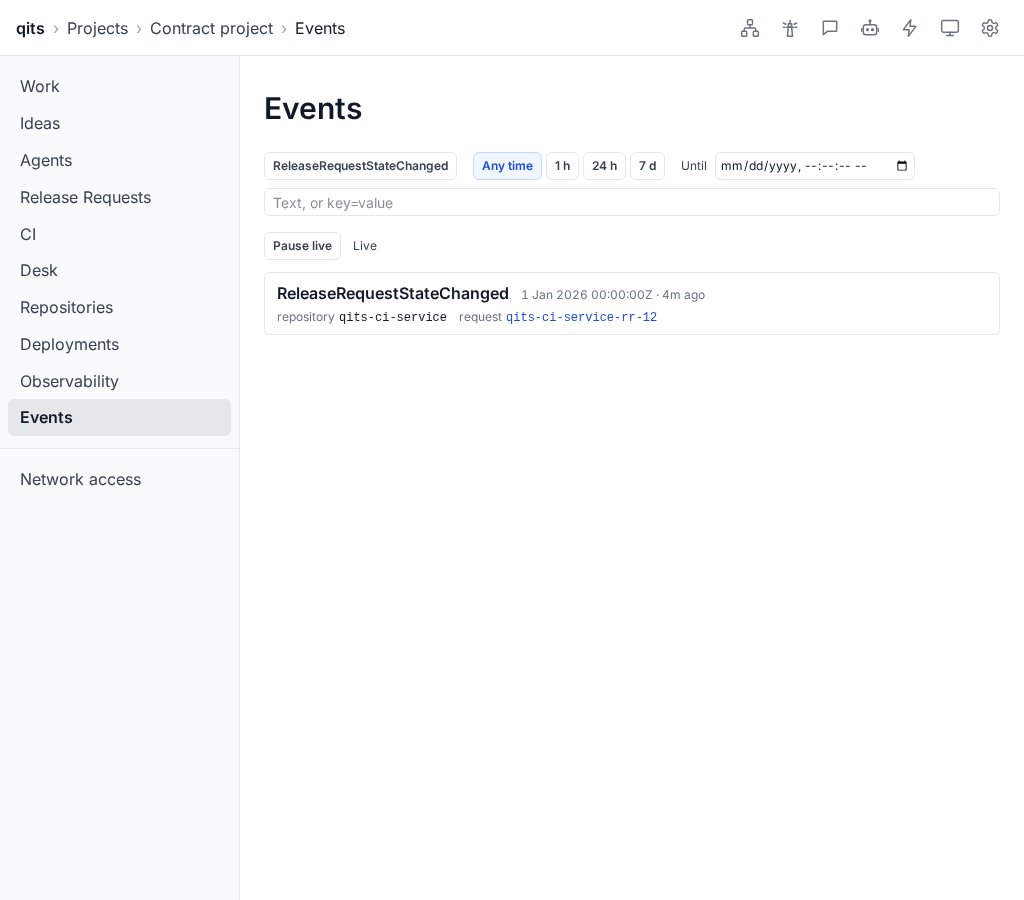 qits › Projects › Contract project › Events
Work
Ideas
Agents
Release Requests
CI
Desk
Repositories
Deployments
Observability
Events
Network access
Events
ReleaseRequestStateChanged Any time 1 h 24 h 7 d Until mm/dd/yyyy, --:--:-- --
Text, or key=value
Pause live Live
ReleaseRequestStateChanged 1 Jan 2026 00:00:00Z · 4m ago
repository qits-ci-service request qits-ci-service-rr-12